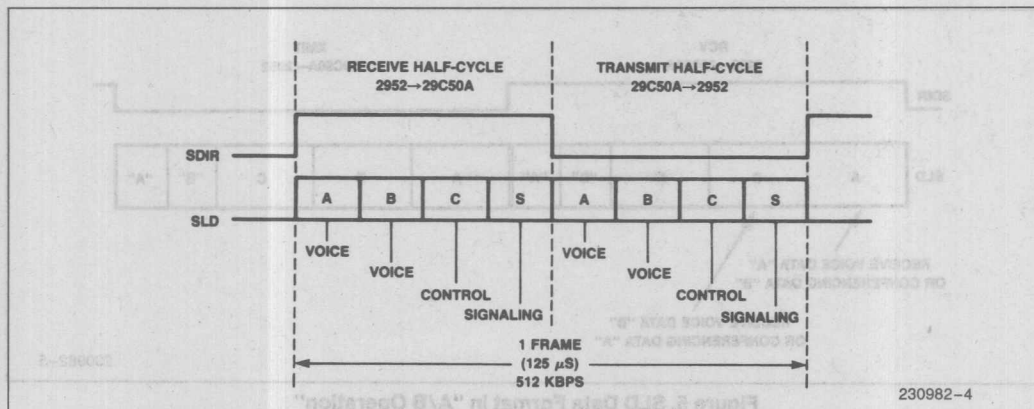 RECEIVE HALF-CYCLE
2952→29C50A
TRANSMIT HALF-CYCLE
29C50A→2952
SDIR
A B C S A B C S
SLD
VOICE
VOICE
CONTROL
SIGNALING
VOICE
VOICE
CONTROL
SIGNALING
1 FRAME
(125 μS)
512 KBPS
230982–4